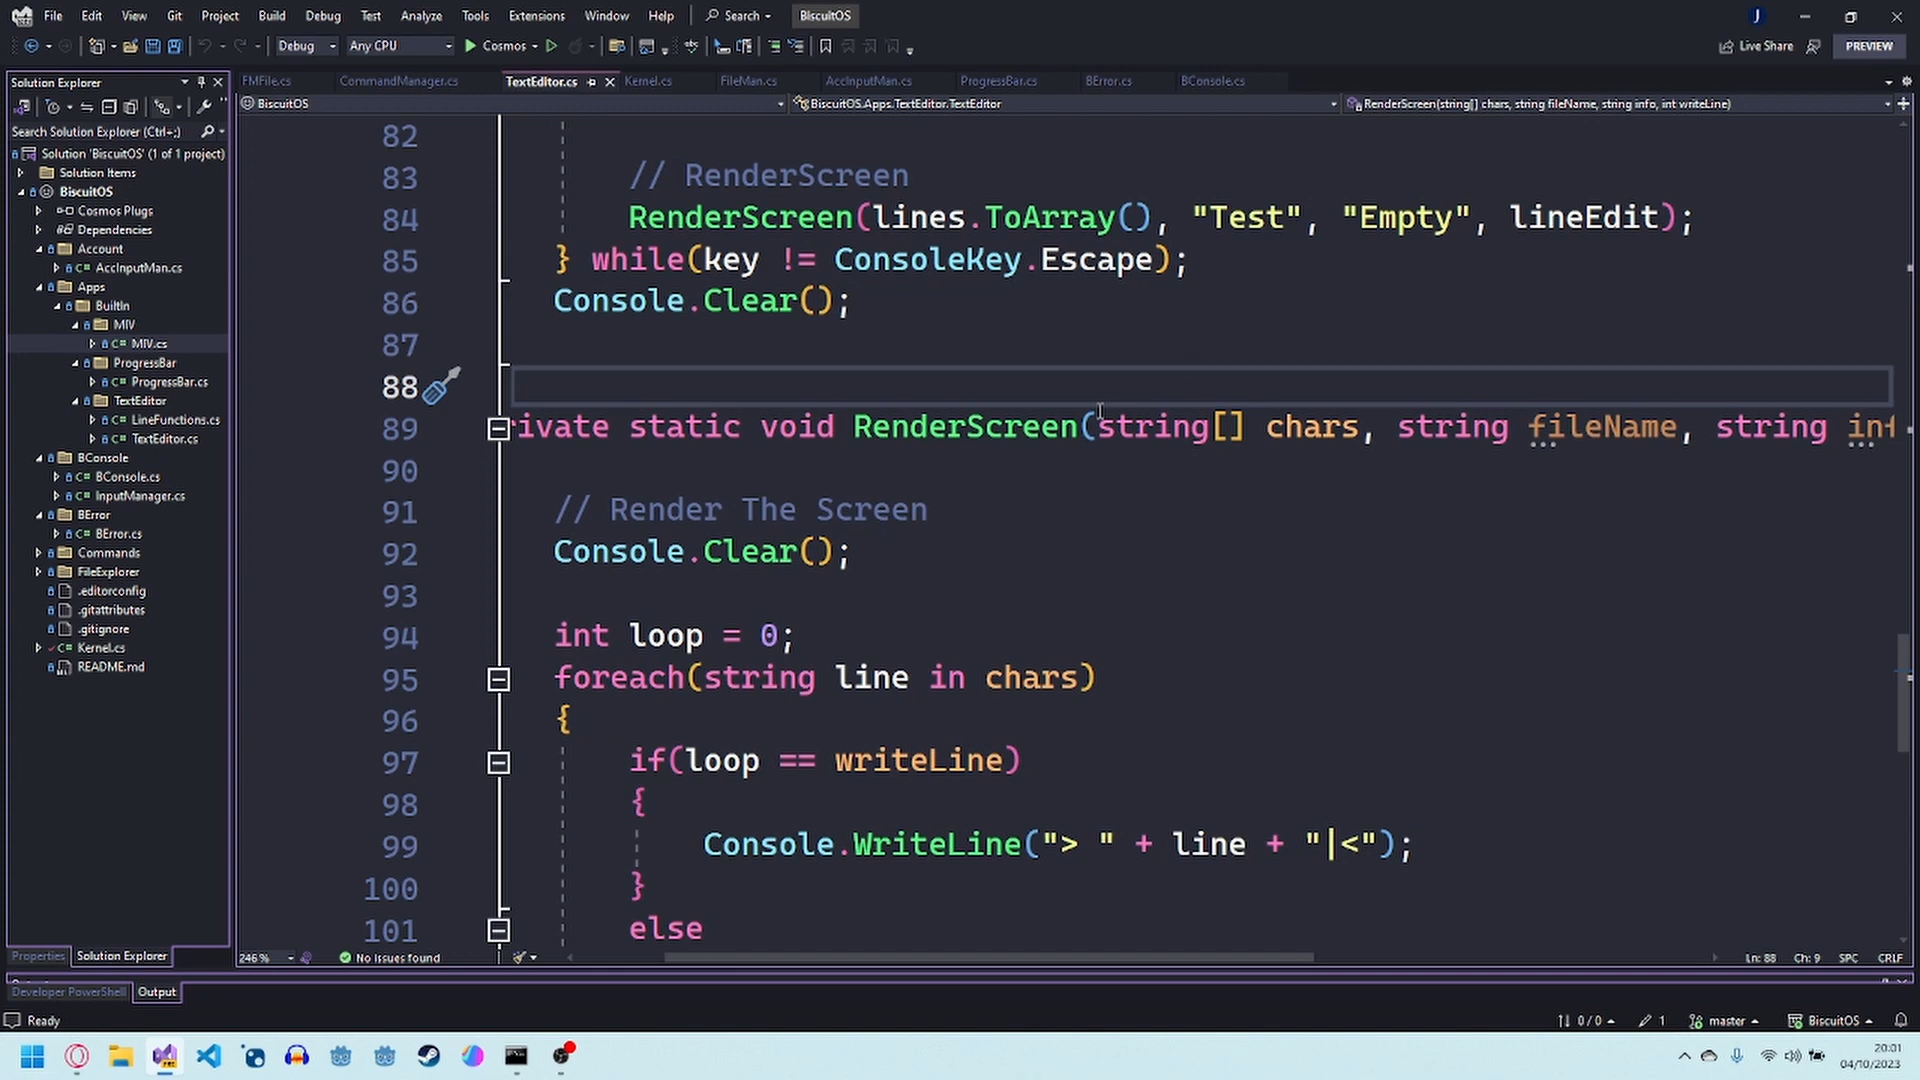 File Edit View Git Project Build Debug Test Analyze Tools Extensions Window Help Search BIscuitOS J
Debug Any CPU Cosmos Live Share PREVIEW
Solution Explorer
Search Solution Explorer (Ctrl+;)
Solution 'BiscuitOS' (1 of 1 project)
Solution Items
BIscuitOS
Cosmos Plugs
Dependencies
Account
AccInputMan.cs
Apps
BuiltIn
MIV
MIV.cs
ProgressBar
ProgressBar.cs
TextEditor
LineFunctions.cs
TextEditor.cs
BConsole
BConsole.cs
InputManager.cs
BError
BError.cs
Commands
FileExplorer
.editorconfig
.gitattributes
.gitignore
Kernel.cs
README.md
Properties Solution Explorer
FMFile.cs CommandManager.cs TextEditor.cs Kernel.cs FileMan.cs AccInputMan.cs ProgressBar.cs BError.cs BConsole.cs
BIscuitOS BIscuitOS.Apps.TextEditor.TextEditor RenderScreen(string[] chars, string fileName, string info, int writeLine)
82
83 // RenderScreen
84 RenderScreen(lines.ToArray(), "Test", "Empty", lineEdit);
85 } while(key != ConsoleKey.Escape);
86 Console.Clear();
87
88
89 rivate static void RenderScreen(string[] chars, string fileName, string inf
90
91 // Render The Screen
92 Console.Clear();
93
94 int loop = 0;
95 foreach(string line in chars)
96 {
97 if(loop == writeLine)
98 {
99 Console.WriteLine("> " + line + "|<");
100 }
101 else
246 % No issues found Ln: 88 Ch: 9 SPC CRLF
Developer PowerShell Output
Ready 0 / 0 1 master BIscuitOS
20:01
04/10/2023